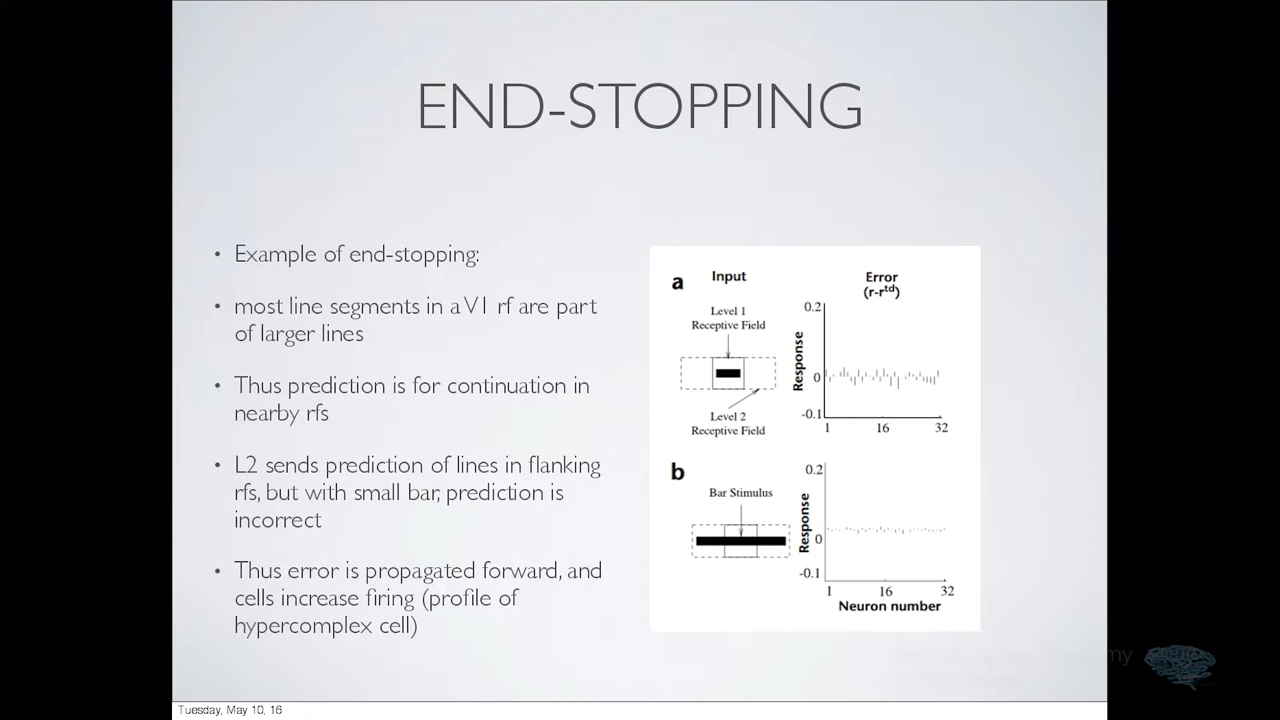 END-STOPPING
• Example of end-stopping:
• most line segments in a V1 rf are part
of larger lines
• Thus prediction is for continuation in
nearby rfs
• L2 sends prediction of lines in flanking
rfs, but with small bar, prediction is
incorrect
• Thus error is propagated forward, and
cells increase firing (profile of
hypercomplex cell)
a
Input
Error
(r-r^td)
Level 1
Receptive Field
Level 2
Receptive Field
Response
0.2
0
-0.1
1 16 32
b
Bar Stimulus
Response
0.2
0
-0.1
1 16 32
Neuron number
my
Tuesday, May 10, 16